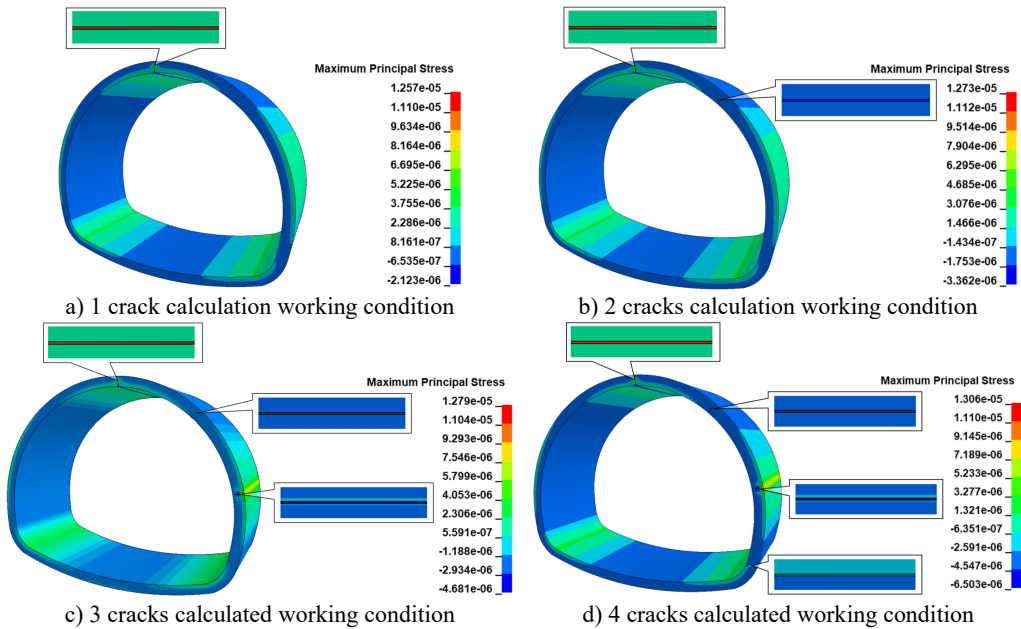 Maximum Principal Stress
1.257e-05
1.110e-05
9.634e-06
8.164e-06
6.695e-06
5.225e-06
3.755e-06
2.286e-06
8.161e-07
-6.535e-07
-2.123e-06
a) 1 crack calculation working condition
Maximum Principal Stress
1.273e-05
1.112e-05
9.514e-06
7.904e-06
6.295e-06
4.685e-06
3.076e-06
1.466e-06
-1.434e-07
-1.753e-06
-3.362e-06
b) 2 cracks calculation working condition
Maximum Principal Stress
1.279e-05
1.104e-05
9.293e-06
7.546e-06
5.799e-06
4.053e-06
2.306e-06
5.591e-07
-1.188e-06
-2.934e-06
-4.681e-06
c) 3 cracks calculated working condition
Maximum Principal Stress
1.306e-05
1.110e-05
9.145e-06
7.189e-06
5.233e-06
3.277e-06
1.321e-06
-6.351e-07
-2.591e-06
-4.547e-06
-6.503e-06
d) 4 cracks calculated working condition